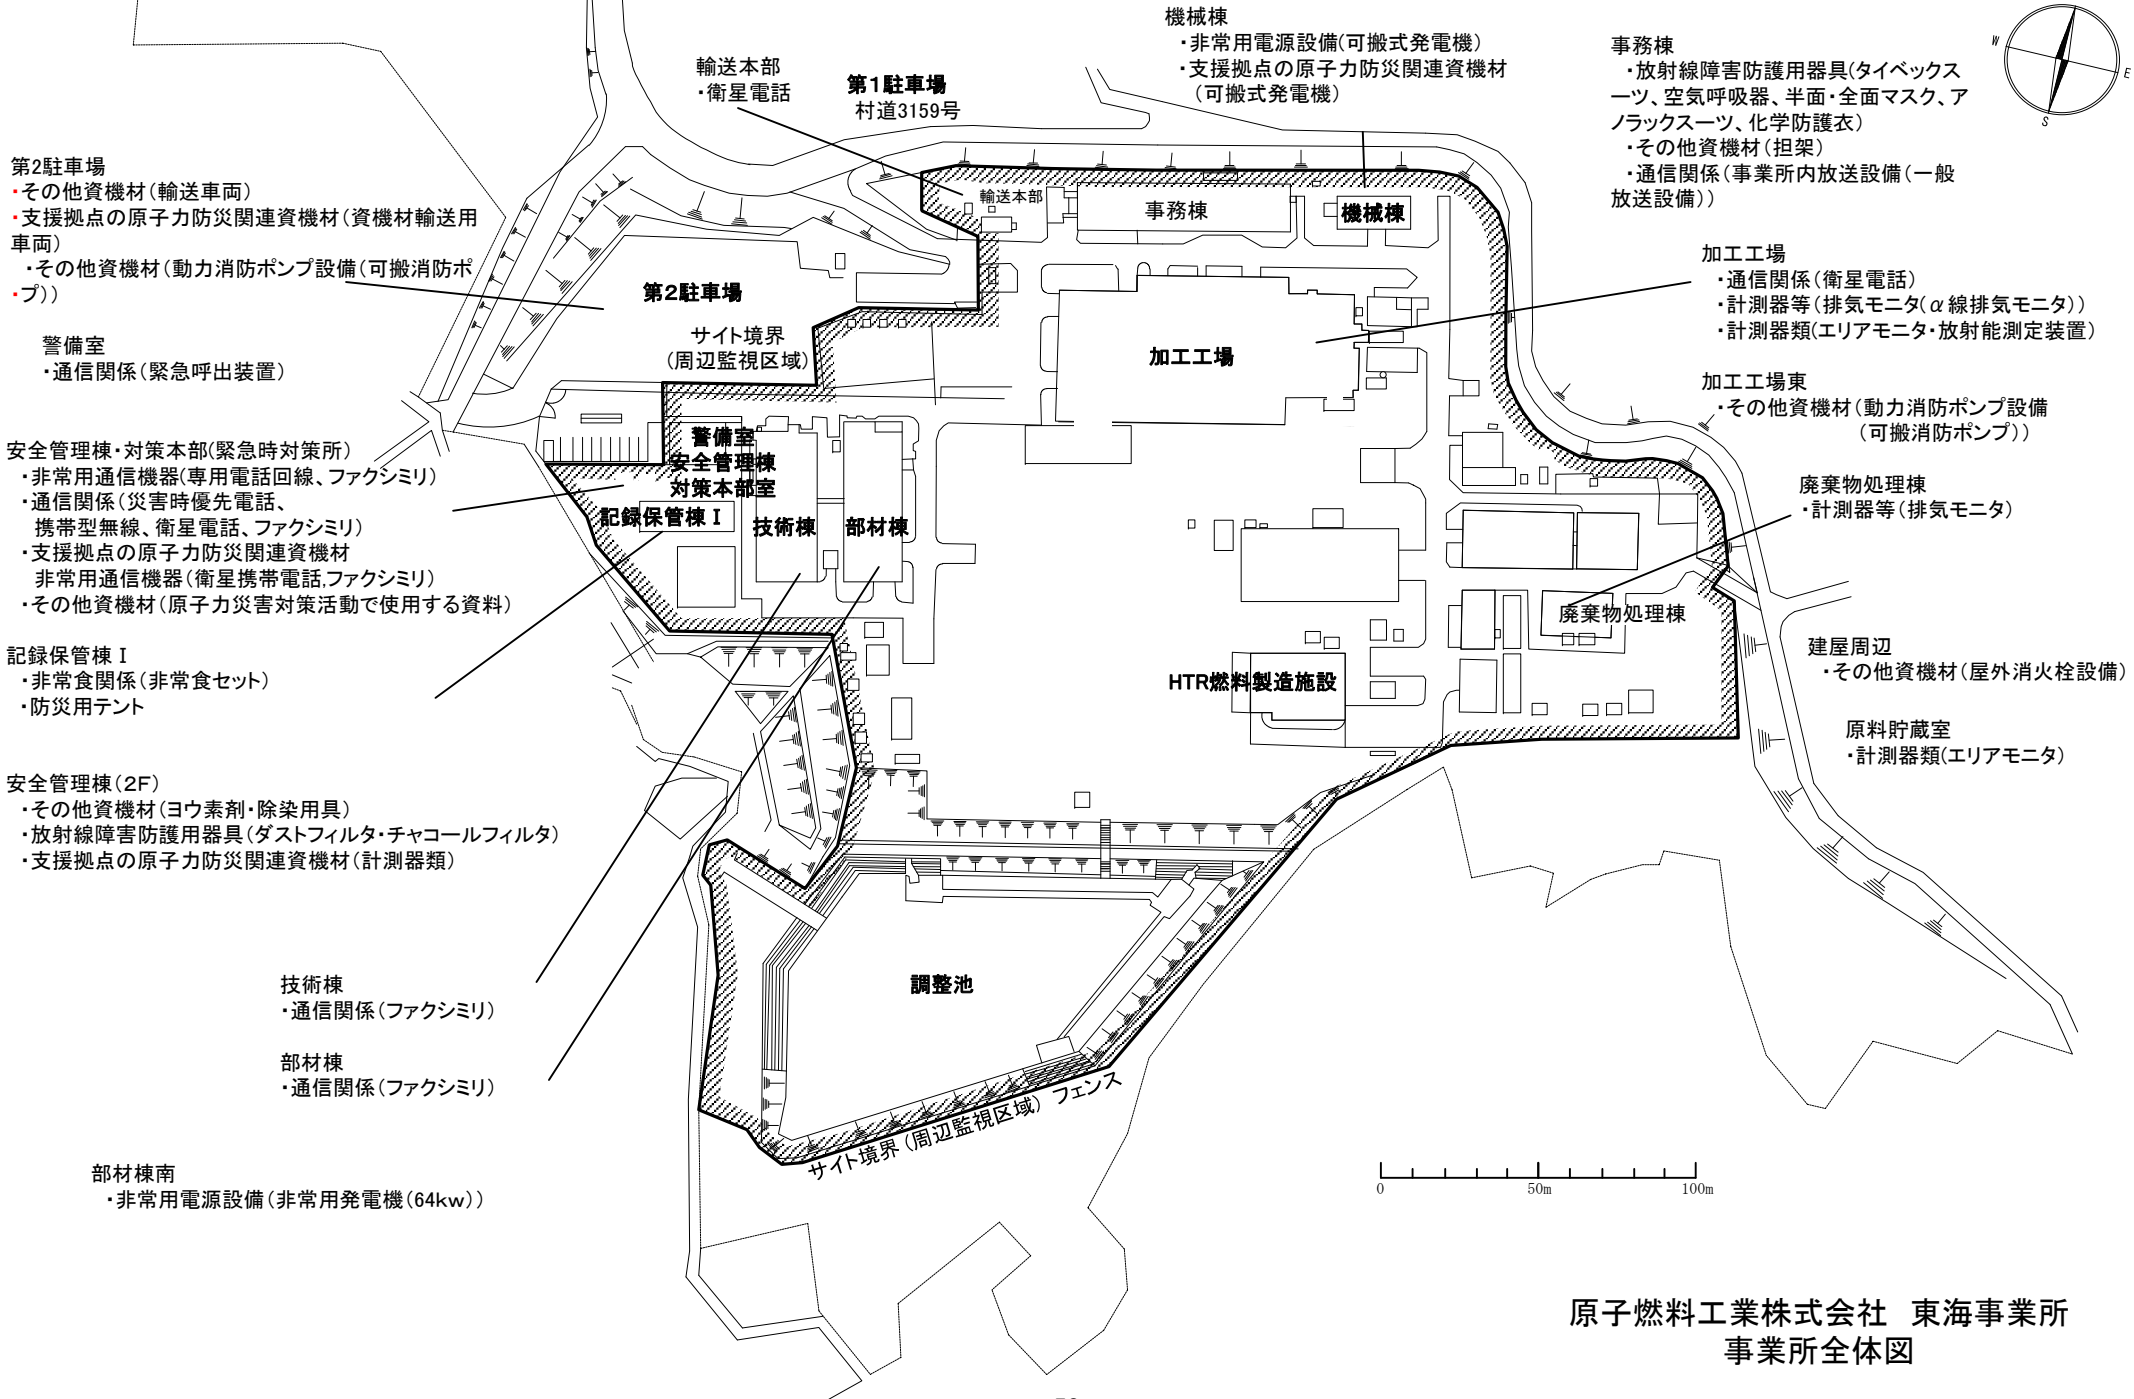 機械棟
・非常用電源設備(可搬式発電機)
・支援拠点の原子力防災関連資機材
(可搬式発電機)
事務棟
・放射線障害防護用器具(タイベックス
ーツ、空気呼吸器、半面・全面マスク、ア
ノラックスーツ、化学防護衣)
・その他資機材(担架)
・通信関係(事業所内放送設備(一般
放送設備))
W
E
S
輸送本部
・衛星電話
第1駐車場
村道3159号
第2駐車場
・その他資機材(輸送車両)
・支援拠点の原子力防災関連資機材(資機材輸送用
車両)
・その他資機材(動力消防ポンプ設備(可搬消防ポ
・プ))
輸送本部
事務棟
機械棟
加工工場
・通信関係(衛星電話)
・計測器等(排気モニタ(α線排気モニタ))
・計測器類(エリアモニタ・放射能測定装置)
第2駐車場
サイト境界
(周辺監視区域)
加工工場
警備室
・通信関係(緊急呼出装置)
加工工場東
・その他資機材(動力消防ポンプ設備
(可搬消防ポンプ))
警備室
安全管理棟
対策本部室
記録保管棟Ⅰ
技術棟
部材棟
安全管理棟・対策本部(緊急時対策所)
・非常用通信機器(専用電話回線、ファクシミリ)
・通信関係(災害時優先電話、
携帯型無線、衛星電話、ファクシミリ)
・支援拠点の原子力防災関連資機材
非常用通信機器(衛星携帯電話,ファクシミリ)
・その他資機材(原子力災害対策活動で使用する資料)
廃棄物処理棟
・計測器等(排気モニタ)
廃棄物処理棟
記録保管棟Ⅰ
・非常食関係(非常食セット)
・防災用テント
HTR燃料製造施設
建屋周辺
・その他資機材(屋外消火栓設備)
原料貯蔵室
・計測器類(エリアモニタ)
安全管理棟(2F)
・その他資機材(ヨウ素剤・除染用具)
・放射線障害防護用器具(ダストフィルタ・チャコールフィルタ)
・支援拠点の原子力防災関連資機材(計測器類)
調整池
技術棟
・通信関係(ファクシミリ)
部材棟
・通信関係(ファクシミリ)
サイト境界(周辺監視区域) フェンス
部材棟南
・非常用電源設備(非常用発電機(64kw))
0 50m 100m
原子燃料工業株式会社 東海事業所
事業所全体図